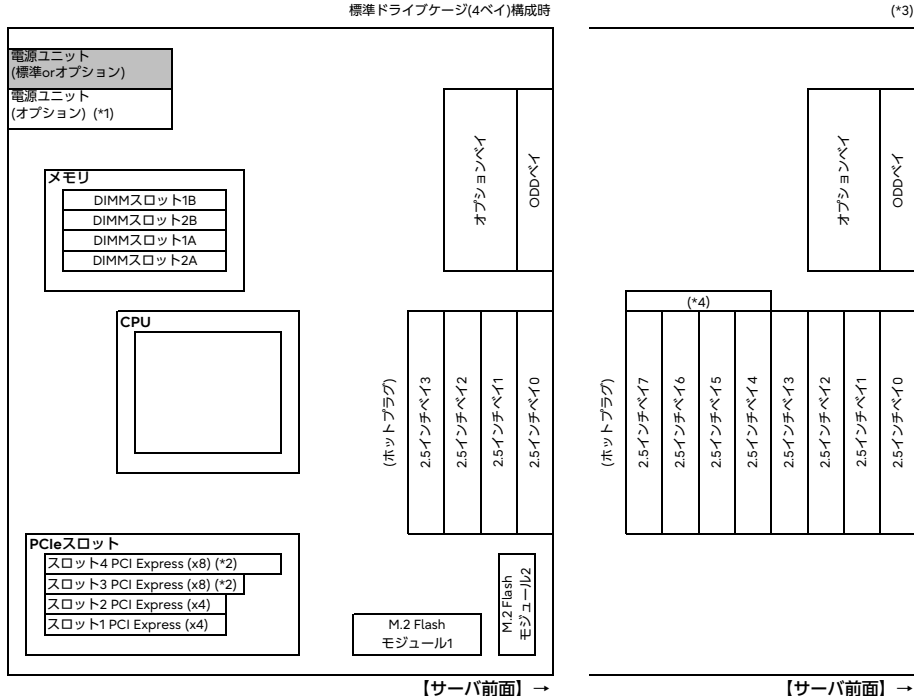 標準ドライブケージ(4ベイ)構成時
(*3)
電源ユニット
(標準orオプション)
電源ユニット
(オプション) (*1)
メモリ
DIMMスロット1B
DIMMスロット2B
DIMMスロット1A
DIMMスロット2A
CPU
PCIeスロット
スロット4 PCI Express (x8) (*2)
スロット3 PCI Express (x8) (*2)
スロット2 PCI Express (x4)
スロット1 PCI Express (x4)
オプションベイ
ODDベイ
(ホットプラグ)
2.5インチベイ3
2.5インチベイ2
2.5インチベイ1
2.5インチベイ0
M.2 Flash
モジュール1
M.2 Flash
モジュール2
【サーバ前面】→
オプションベイ
ODDベイ
(*4)
(ホットプラグ)
2.5インチベイ7
2.5インチベイ6
2.5インチベイ5
2.5インチベイ4
2.5インチベイ3
2.5インチベイ2
2.5インチベイ1
2.5インチベイ0
【サーバ前面】→